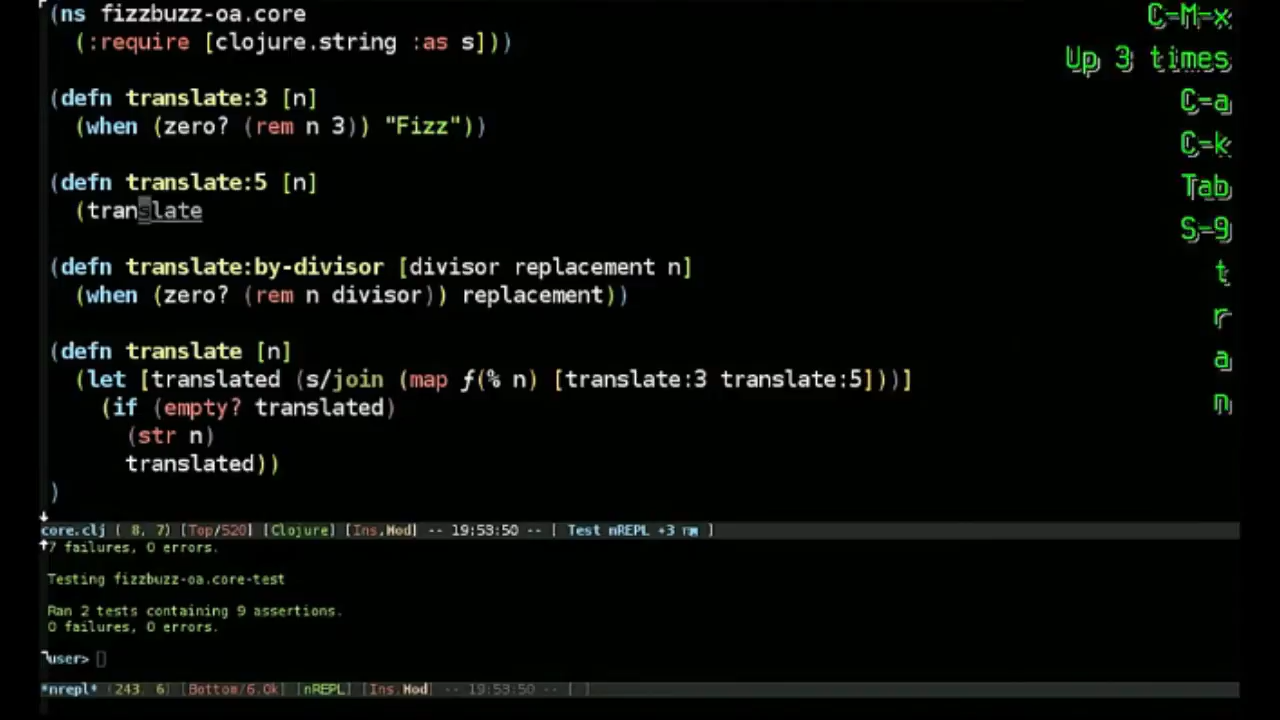 (ns fizzbuzz-oa.core
(:require [clojure.string :as s]))
(defn translate:3 [n]
(when (zero? (rem n 3)) "Fizz"))
(defn translate:5 [n]
(translate
(defn translate:by-divisor [divisor replacement n]
(when (zero? (rem n divisor)) replacement))
(defn translate [n]
(let [translated (s/join (map ƒ(% n) [translate:3 translate:5]))]
(if (empty? translated)
(str n)
translated))
)
core.clj ( 8, 7) [Top/520] [Clojure] [Ins,Mod] -- 19:53:50 -- [ Test nREPL +3 ]
7 failures, 0 errors.
Testing fizzbuzz-oa.core-test
Ran 2 tests containing 9 assertions.
0 failures, 0 errors.
user>
*nrepl* (243, 6) [Bottom/6.0k] [nREPL] [Ins,Mod] -- 19:53:50 -- [ ]
C-M-x
Up 3 times
C-a
C-k
Tab
S-9
t
r
a
n